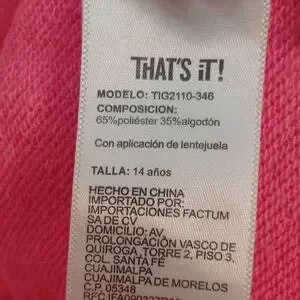 THAT'S iT!
MODELO: TIG2110-346
COMPOSICION:
65%poliéster 35%algodón
Con aplicación de lentejuela
TALLA: 14 años
HECHO EN CHINA
IMPORTADO POR:
IMPORTACIONES FACTUM
SA DE CV
DOMICILIO: AV.
PROLONGACIÓN VASCO DE
QUIROGA, TORRE 2, PISO 3,
COL. SANTA FÉ
CUAJIMALPA
CUAJIMALPA DE MORELOS
C.P. 05348